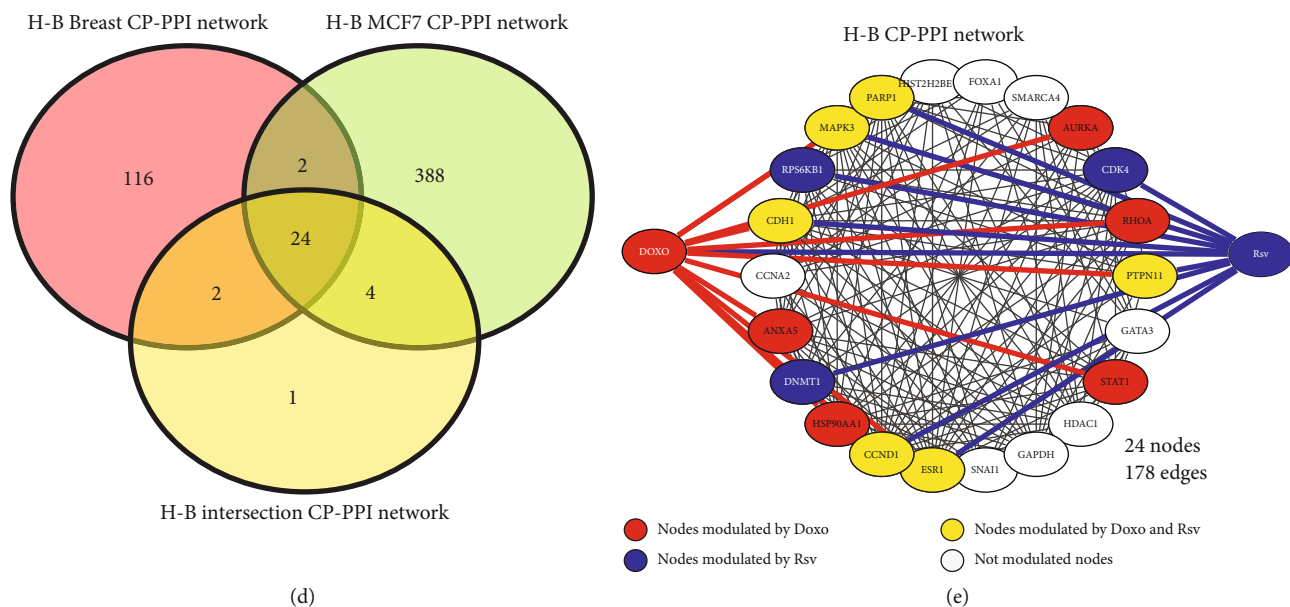 H-B Breast CP-PPI network
H-B MCF7 CP-PPI network
116
2
388
24
2
4
1
H-B intersection CP-PPI network
(d)
H-B CP-PPI network
HIST2H2BE
FOXA1
SMARCA4
PARP1
AURKA
MAPK3
RPS6KB1
CDK4
CDH1
RHOA
DOXO
Rsv
CCNA2
PTPN11
ANXA5
GATA3
DNMT1
STAT1
HSP90AA1
HDAC1
CCND1
GAPDH
ESR1
SNAI1
24 nodes
178 edges
Nodes modulated by Doxo
Nodes modulated by Doxo and Rsv
Nodes modulated by Rsv
Not modulated nodes
(e)